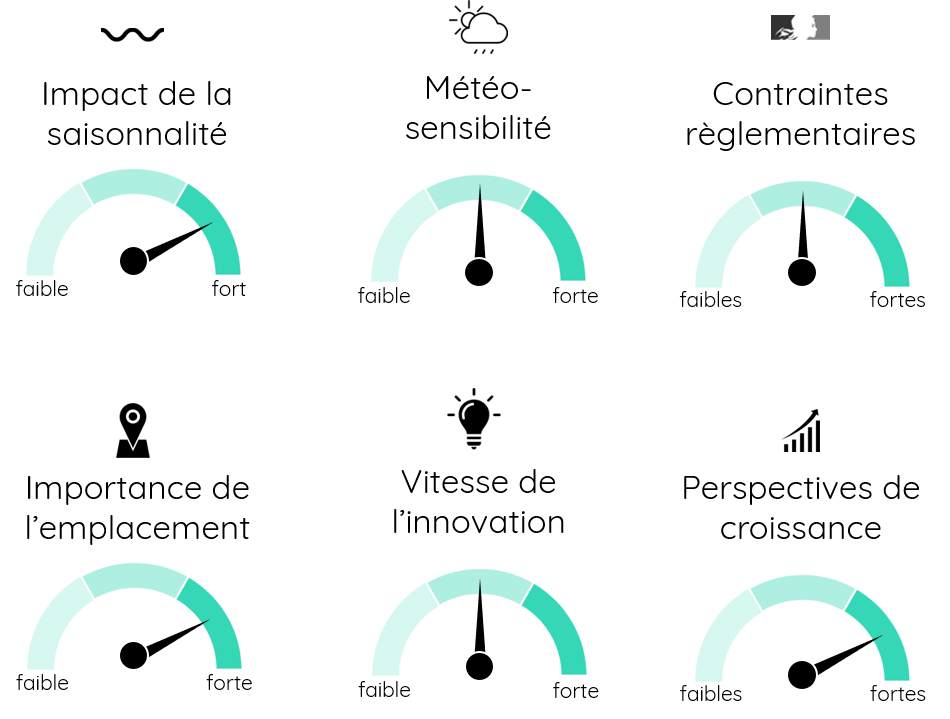 Impact de la
saisonnalité
faible
fort
Météo-
sensibilité
faible
forte
Contraintes
règlementaires
faibles
fortes
Importance de
l’emplacement
faible
forte
Vitesse de
l’innovation
faible
forte
Perspectives de
croissance
faibles
fortes